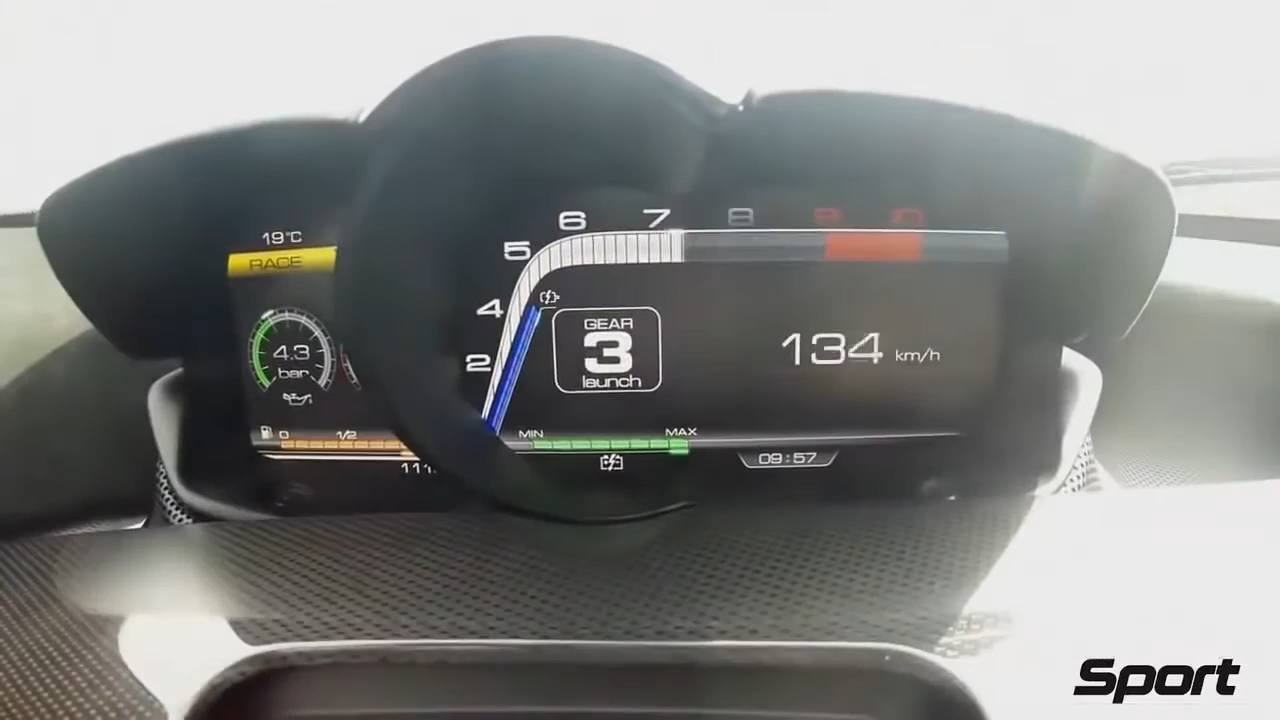 19°C
RACE
4.3
bar
0 1/2
2
4
5
6
7
8
9
GEAR
3
launch
134 km/h
MIN MAX
09:57
Sport